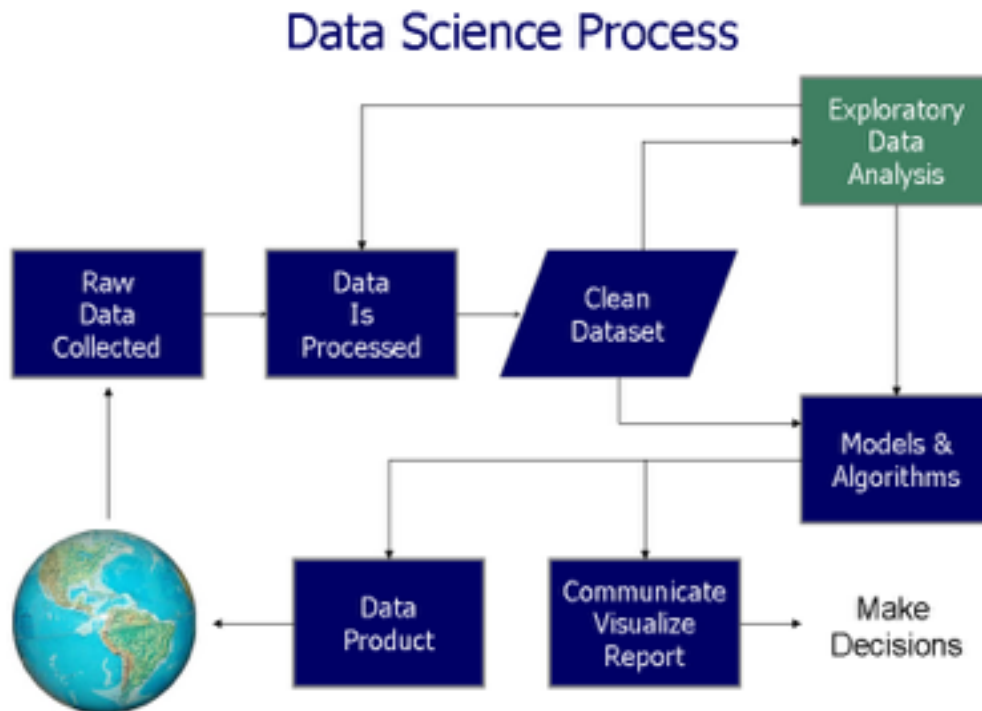 Data Science Process
Exploratory
Data
Analysis
Raw
Data
Collected
Data
Is
Processed
Clean
Dataset
Models &
Algorithms
Data
Product
Communicate
Visualize
Report
Make
Decisions